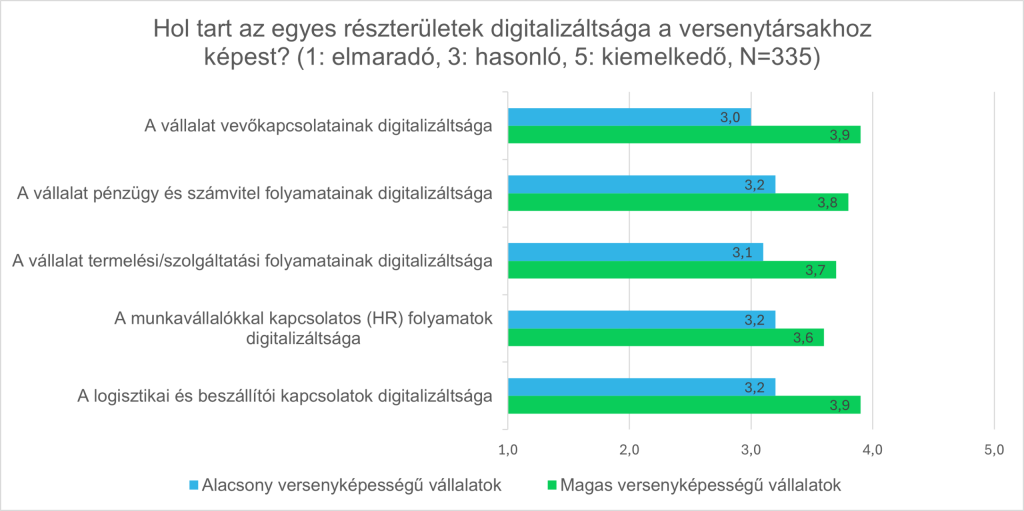 Hol tart az egyes részterületek digitalizáltsága a versenytársakhoz
képest? (1: elmaradó, 3: hasonló, 5: kiemelkedő, N=335)
A vállalat vevőkapcsolatainak digitalizáltsága
3,0
3,9
A vállalat pénzügy és számvitel folyamatainak digitalizáltsága
3,2
3,8
A vállalat termelési/szolgáltatási folyamatainak digitalizáltsága
3,1
3,7
A munkavállalókkal kapcsolatos (HR) folyamatok
digitalizáltsága
3,2
3,6
A logisztikai és beszállítói kapcsolatok digitalizáltsága
3,2
3,9
1,0 2,0 3,0 4,0 5,0
Alacsony versenyképességű vállalatok Magas versenyképességű vállalatok